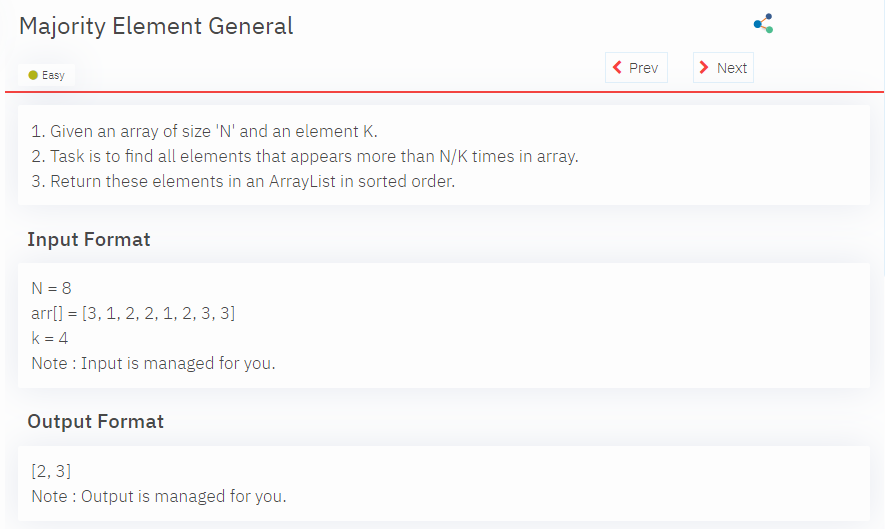 Majority Element General
Easy
Prev
Next
1. Given an array of size 'N' and an element K.
2. Task is to find all elements that appears more than N/K times in array.
3. Return these elements in an ArrayList in sorted order.
Input Format
N = 8
arr[] = [3, 1, 2, 2, 1, 2, 3, 3]
k = 4
Note : Input is managed for you.
Output Format
[2, 3]
Note : Output is managed for you.